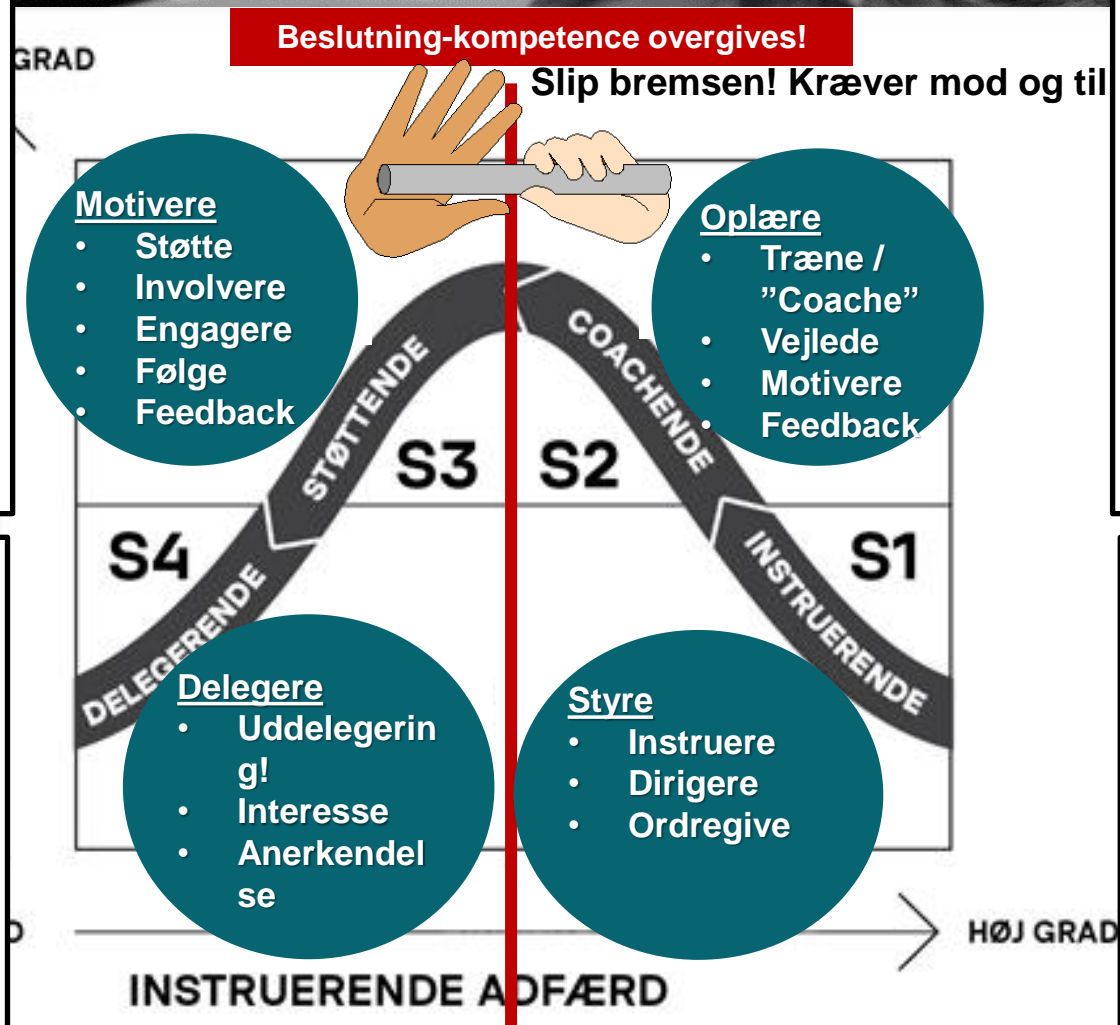 Beslutning-kompetence overgives!
GRAD
Slip bremsen! Kræver mod og til
Motivere
• Støtte
• Involvere
• Engagere
• Følge
• Feedback
Oplære
• Træne /
”Coache”
• Vejlede
• Motivere
• Feedback
STØTTENDE
COACHENDE
S3
S2
S4
S1
DELEGERENDE
INSTRUERENDE
Delegere
• Uddelegerin
g!
• Interesse
• Anerkendel
se
Styre
• Instruere
• Dirigere
• Ordregive
D
HØJ GRAD
INSTRUERENDE ADFÆRD